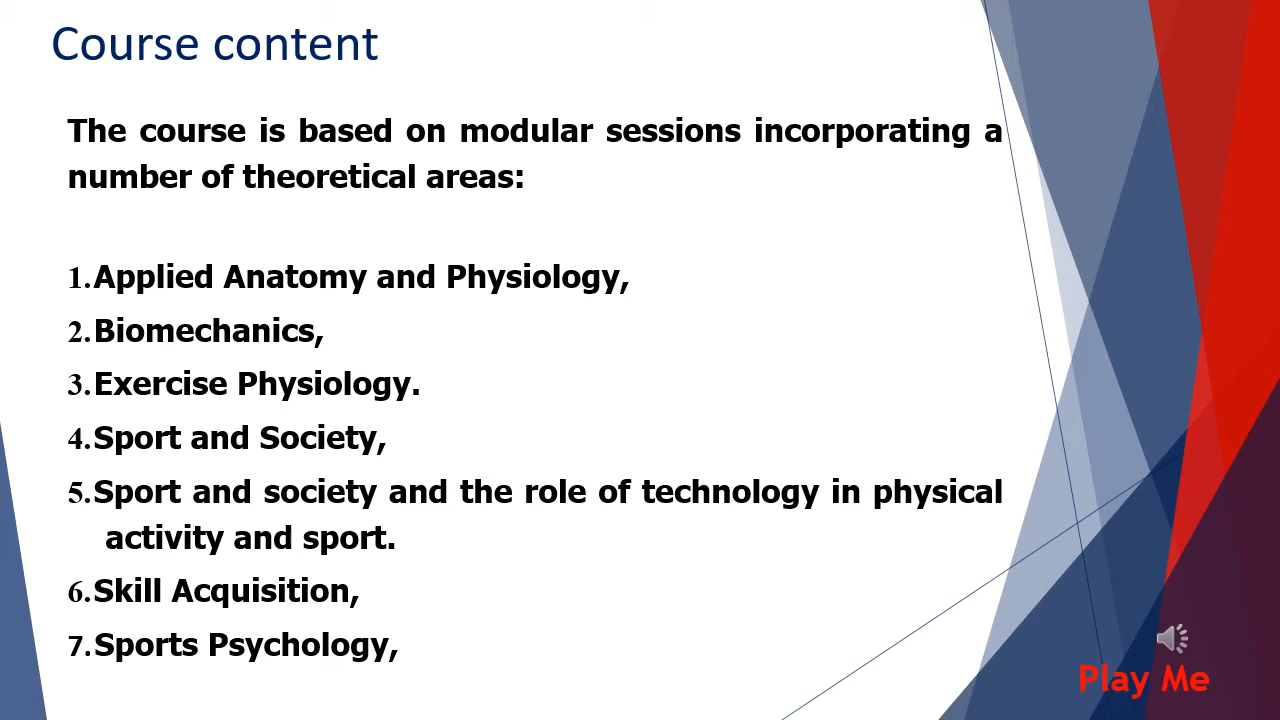 Course content
The course is based on modular sessions incorporating a
number of theoretical areas:
1.Applied Anatomy and Physiology,
2.Biomechanics,
3.Exercise Physiology.
4.Sport and Society,
5.Sport and society and the role of technology in physical
activity and sport.
6.Skill Acquisition,
7.Sports Psychology,
Play Me